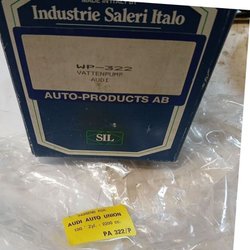 MADE IN ITALY BY
Industrie Saleri Italo
WP-322
VATTENPUMP
AUDI
AUTO-PRODUCTS AB
SIL
AUDI AUTO UNION
PA 322/P